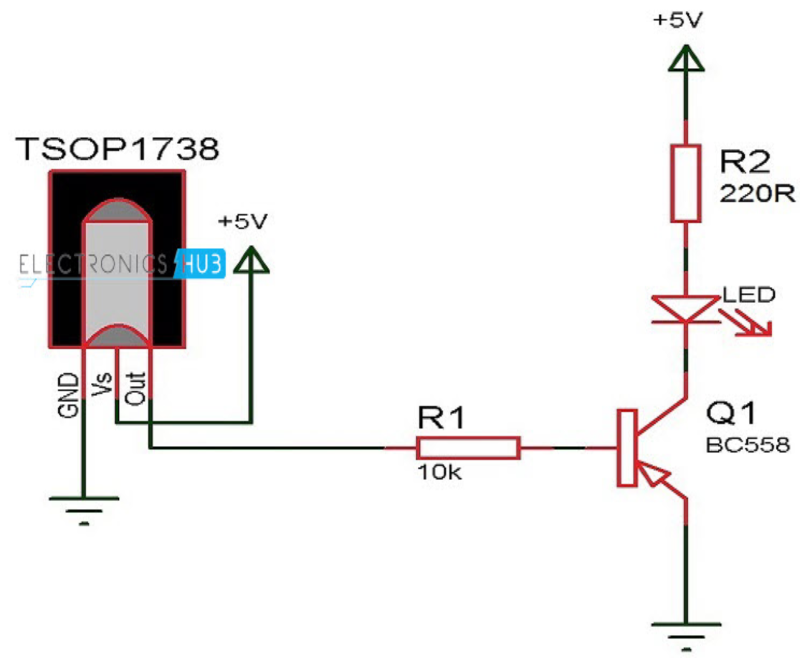 +5V
TSOP1738
R2
220R
+5V
ELECTRONICS HUB
LED
GND
Vs
Out
R1
10k
Q1
BC558